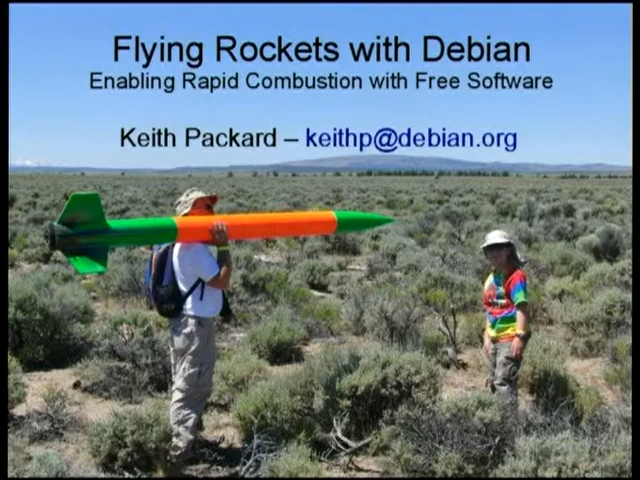 Flying Rockets with Debian
Enabling Rapid Combustion with Free Software
Keith Packard – keithp@debian.org